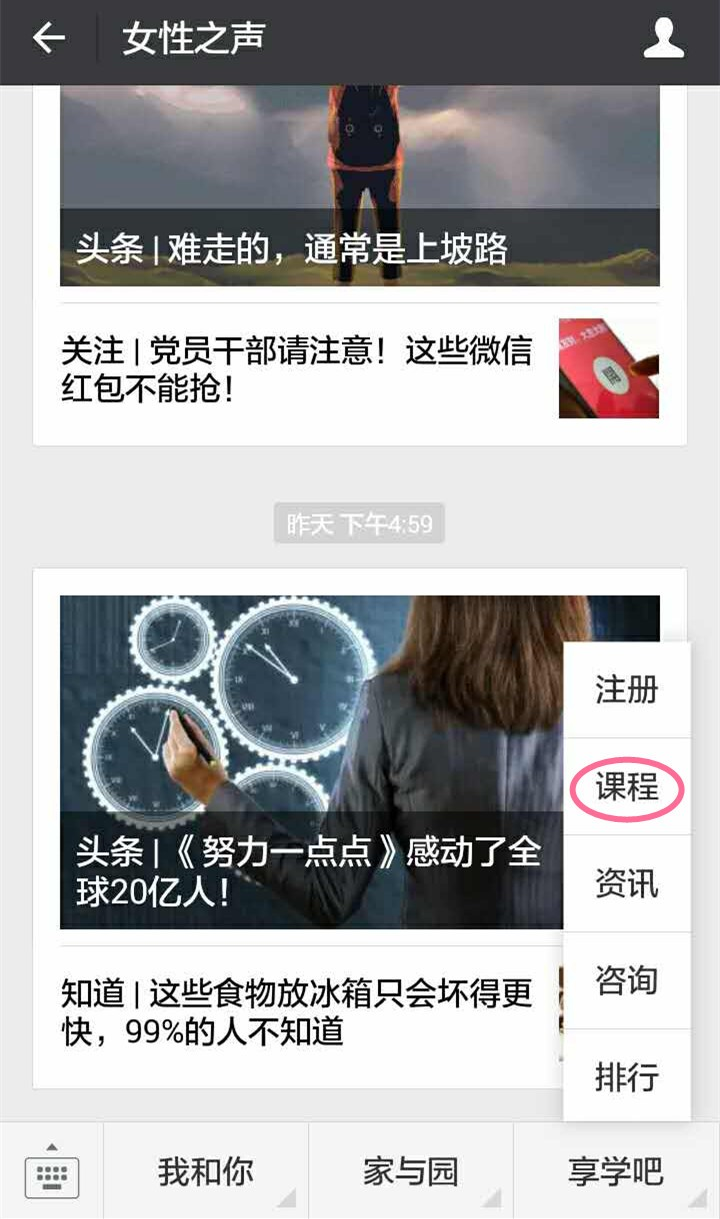 女性之声
头条 | 难走的，通常是上坡路
关注 | 党员干部请注意！这些微信
红包不能抢！
昨天 下午4:59
头条 |《 努力一点点 》感动了全
球20亿人！
知道 | 这些食物放冰箱只会坏得更
快，99%的人不知道
注册
课程
资讯
咨询
排行
我和你
家与园
享学吧